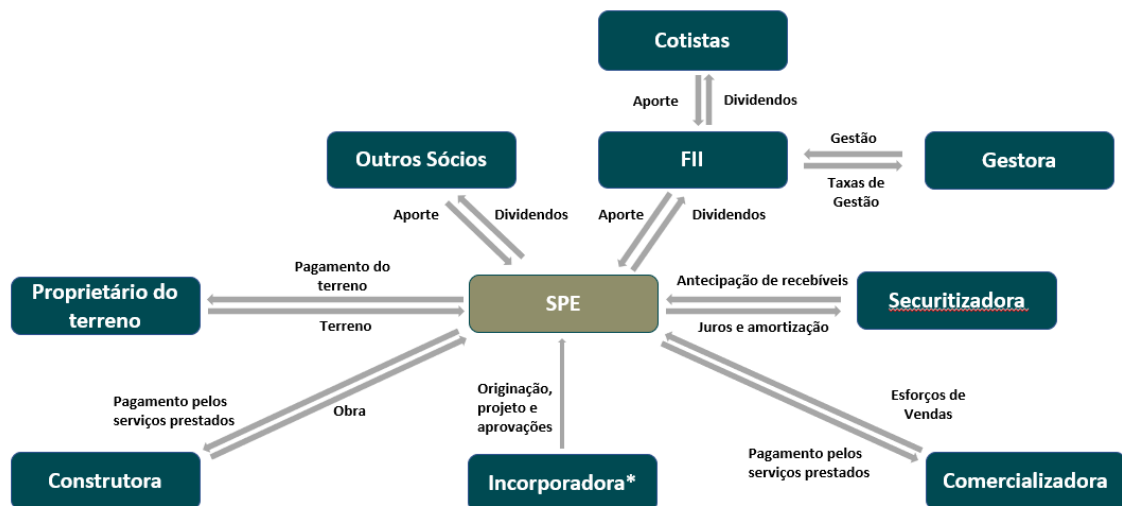 Cotistas
Aporte
Dividendos
Outros Sócios
FII
Gestão
Taxas de
Gestão
Gestora
Aporte
Dividendos
Aporte
Dividendos
Proprietário do
terreno
Pagamento do
terreno
Terreno
SPE
Antecipação de recebíveis
Juros e amortização
Securitizadora
Pagamento pelos
serviços prestados
Obra
Originação,
projeto e
aprovações
Esforços de
Vendas
Pagamento pelos
serviços prestados
Construtora
Incorporadora*
Comercializadora